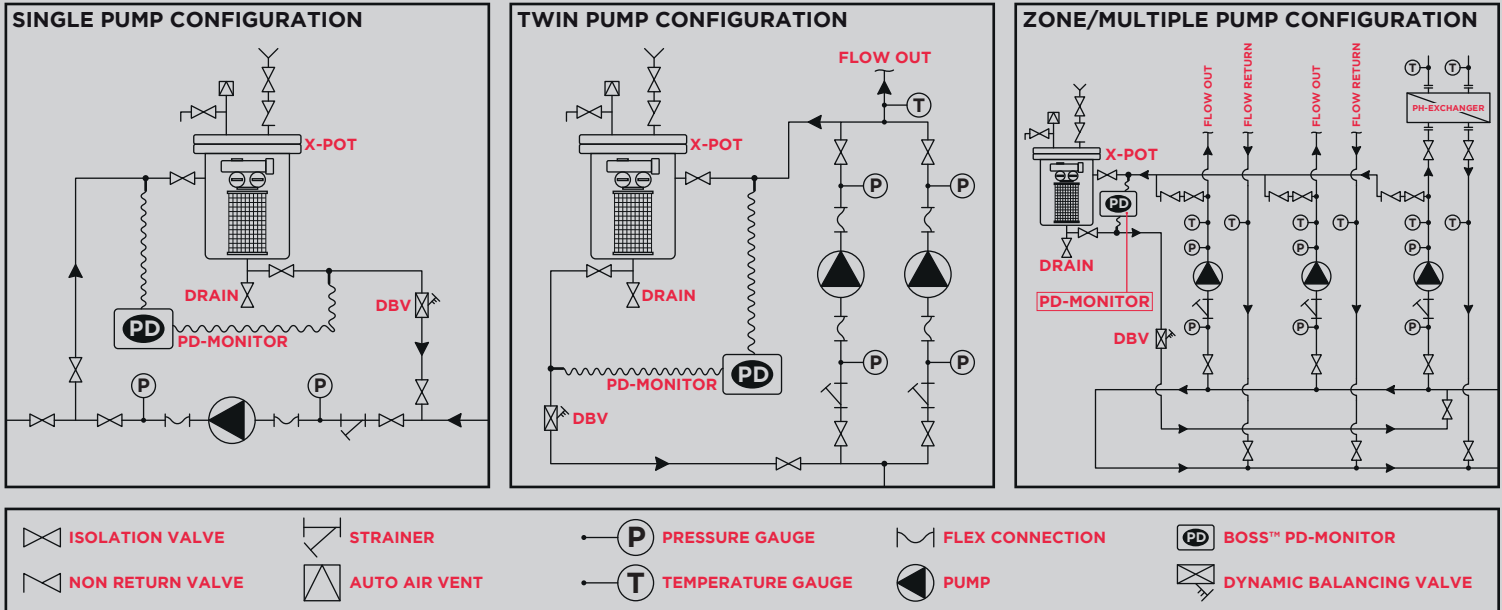 SINGLE PUMP CONFIGURATION
X-POT
DRAIN
DBV
PD
PD-MONITOR
P
P
TWIN PUMP CONFIGURATION
FLOW OUT
T
X-POT
P
P
DRAIN
PD-MONITOR
PD
P
P
DBV
ZONE/MULTIPLE PUMP CONFIGURATION
FLOW OUT
FLOW RETURN
FLOW OUT
FLOW RETURN
T
T
PH-EXCHANGER
X-POT
PD
T
T
T
T
T
T
P
P
P
DRAIN
PD-MONITOR
DBV
P
P
P
ISOLATION VALVE
STRAINER
P PRESSURE GAUGE
FLEX CONNECTION
PD BOSS™ PD-MONITOR
NON RETURN VALVE
AUTO AIR VENT
T TEMPERATURE GAUGE
PUMP
DYNAMIC BALANCING VALVE